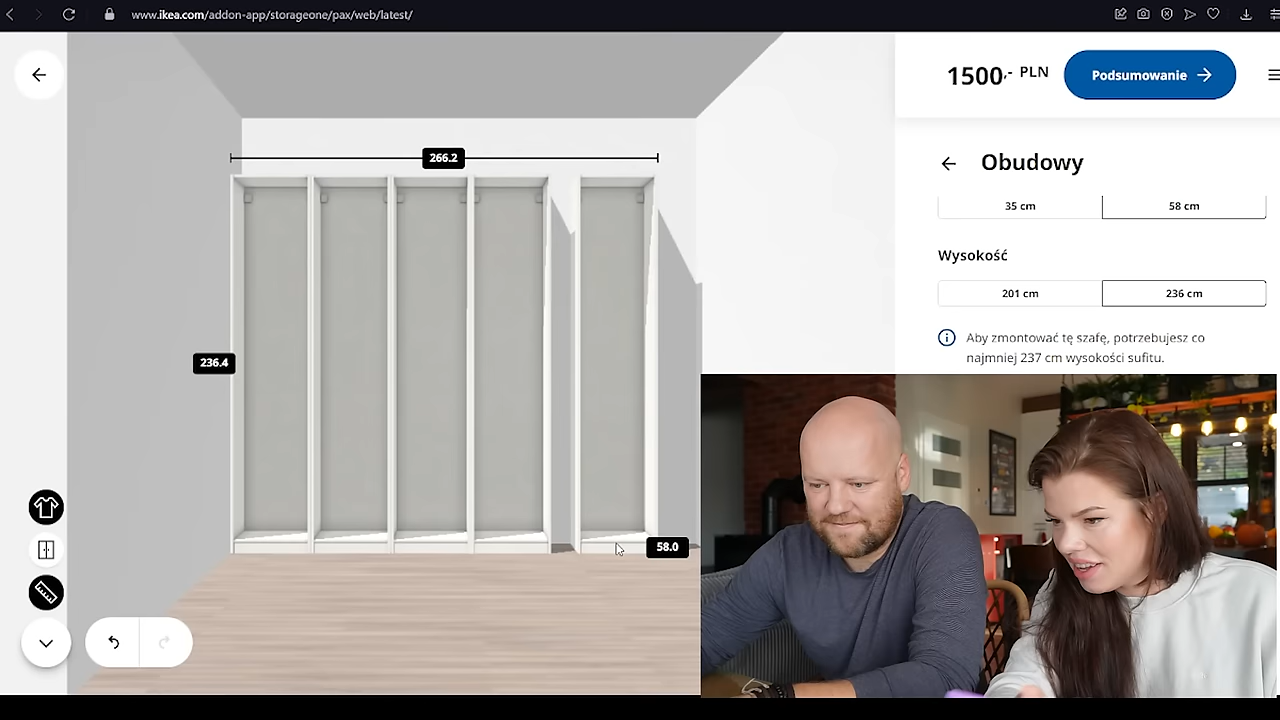 www.ikea.com/addon-app/storageone/pax/web/latest/
1500,- PLN
Podsumowanie
Obudowy
35 cm
58 cm
Wysokość
201 cm
236 cm
Aby zmontować tę szafę, potrzebujesz co
najmniej 237 cm wysokości sufitu.
266.2
236.4
58.0